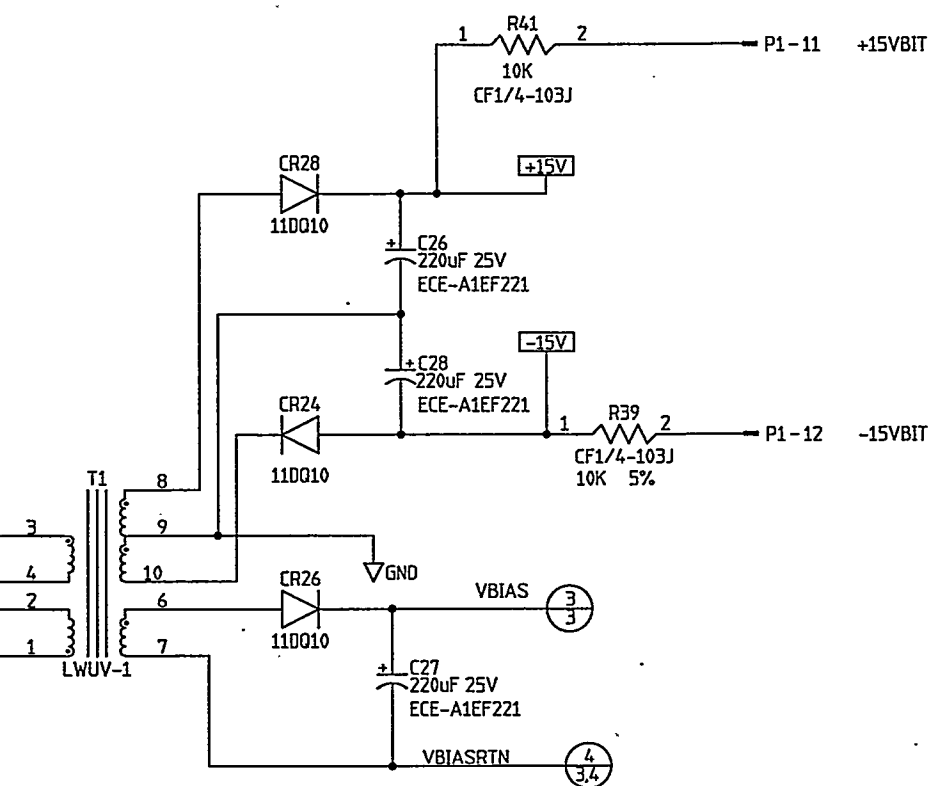 R41
1 2
10K
CF1/4-103J
P1-11 +15VBIT
CR28
11DQ10
+15V
+ C26
220uF 25V
ECE-A1EF221
-15V
+ C28
220uF 25V
ECE-A1EF221
CR24
11DQ10
1 R39 2
CF1/4-103J
10K 5%
P1-12 -15VBIT
T1
8
3 9
4 10
2 6
1 7
LWUV-1
GND
CR26
11DQ10
VBIAS
3
3
+ C27
220uF 25V
ECE-A1EF221
VBIASRTN
4
3,4